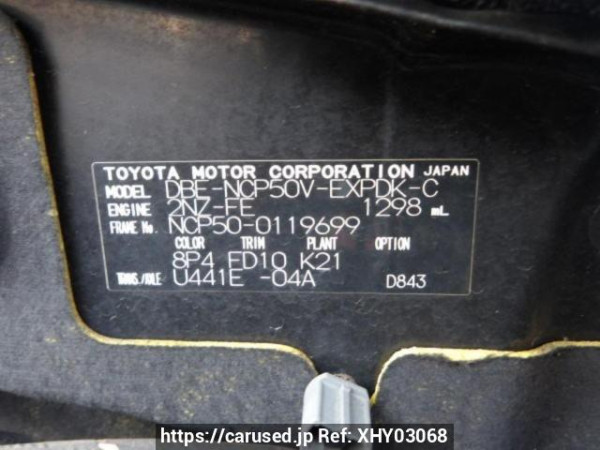 TOYOTA MOTOR CORPORATION JAPAN
MODEL DBE-NCP50V-EXPDK-C
ENGINE 2NZ-FE 1298 mL
FRAME No. NCP50-0119699
COLOR TRIM PLANT OPTION
8P4 FD10 K21
TRANS./AXLE U441E -04A D843
https://carused.jp Ref: XHY03068